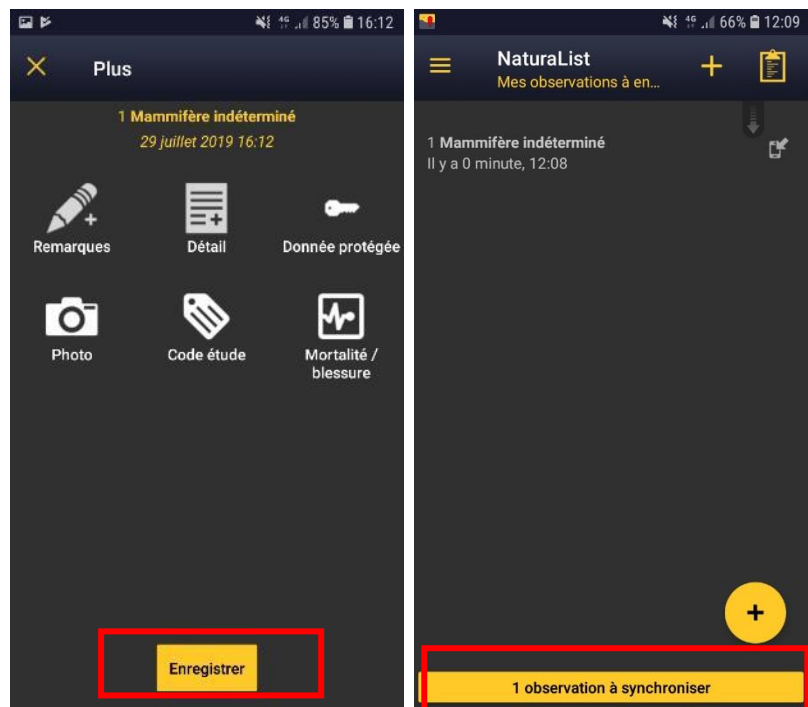 85% 16:12
Plus
1 Mammifère indéterminé
29 juillet 2019 16:12
Remarques
Détail
Donnée protégée
Photo
Code étude
Mortalité /
blessure
Enregistrer
4G 66% 12:09
NaturaList
Mes observations à en...
1 Mammifère indéterminé
Il y a 0 minute, 12:08
+
1 observation à synchroniser